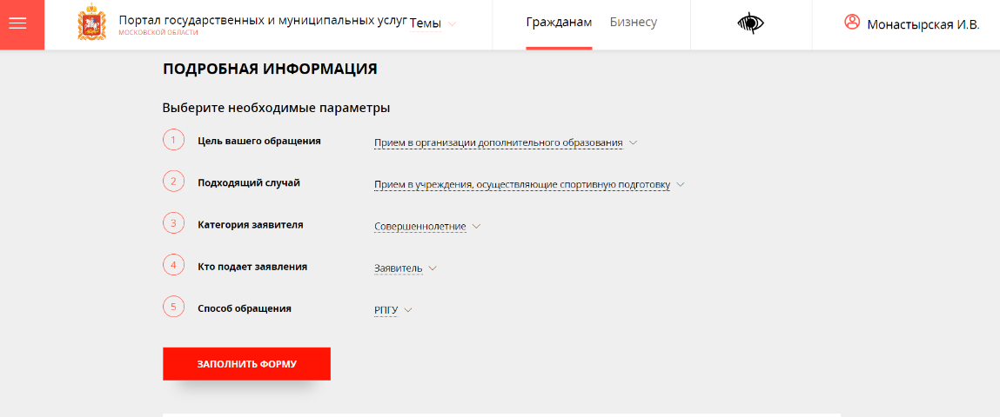 Портал государственных и муниципальных услуг
МОСКОВСКОЙ ОБЛАСТИ
Темы
Гражданам
Бизнесу
Монастырская И.В.
ПОДРОБНАЯ ИНФОРМАЦИЯ
Выберите необходимые параметры
1 Цель вашего обращения Прием в организации дополнительного образования
2 Подходящий случай Прием в учреждения, осуществляющие спортивную подготовку
3 Категория заявителя Совершеннолетние
4 Кто подает заявления Заявитель
5 Способ обращения РПГУ
ЗАПОЛНИТЬ ФОРМУ